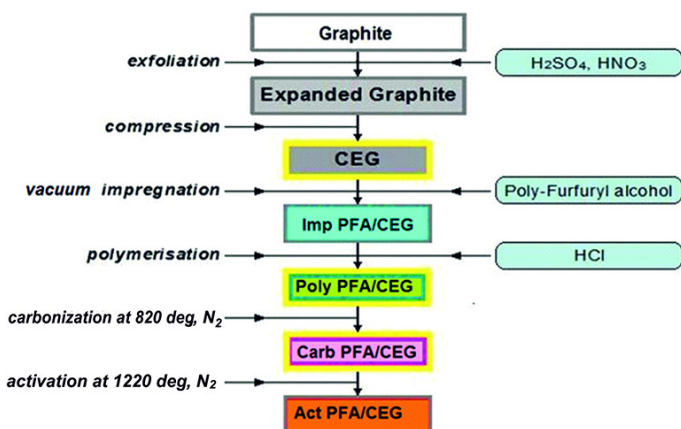 Graphite
exfoliation
H₂SO₄, HNO₃
Expanded Graphite
compression
CEG
vacuum impregnation
Poly-Furfuryl alcohol
Imp PFA/CEG
polymerisation
HCl
Poly PFA/CEG
carbonization at 820 deg, N₂
Carb PFA/CEG
activation at 1220 deg, N₂
Act PFA/CEG